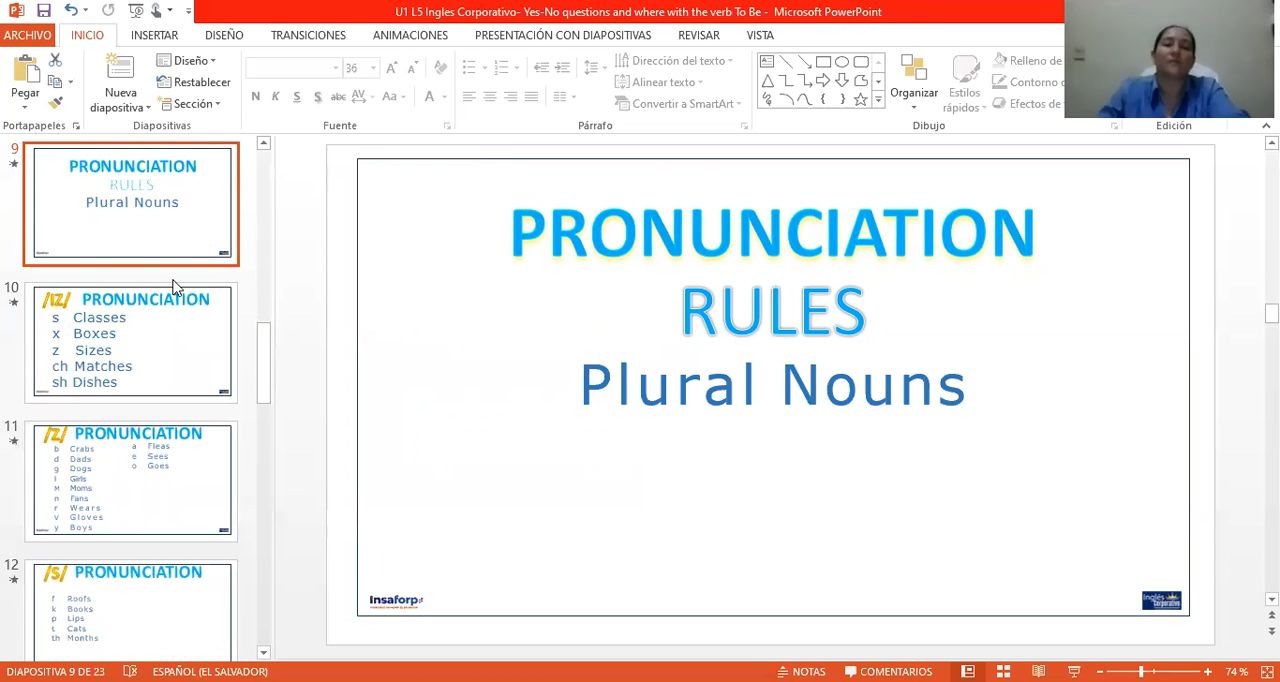 U1 L5 Ingles Corporativo- Yes-No questions and where with the verb To Be - Microsoft PowerPoint
ARCHIVO INICIO INSERTAR DISEÑO TRANSICIONES ANIMACIONES PRESENTACIÓN CON DIAPOSITIVAS REVISAR VISTA
Pegar
Nueva
diapositiva
Diseño
Restablecer
Sección
36
N K S S abc AV Aa A
Dirección del texto
Alinear texto
Convertir a SmartArt
Organizar
Estilos
rápidos
Relleno de
Contorno
Efectos de
Portapapeles Diapositivas Fuente Párrafo Dibujo Edición
9
PRONUNCIATION
RULES
Plural Nouns
10
/IZ/ PRONUNCIATION
s Classes
x Boxes
z Sizes
ch Matches
sh Dishes
11
/Z/ PRONUNCIATION
b Crabs
d Dads
g Dogs
l Girls
M Moms
n Fans
r Wears
v Gloves
y Boys
a Fleas
e Sees
o Goes
12
/S/ PRONUNCIATION
f Roofs
k Books
p Lips
t Cats
th Months
PRONUNCIATION
RULES
Plural Nouns
Insaforp
Inglés
Corporativo
DIAPOSITIVA 9 DE 23 ESPAÑOL (EL SALVADOR) NOTAS COMENTARIOS 74 %